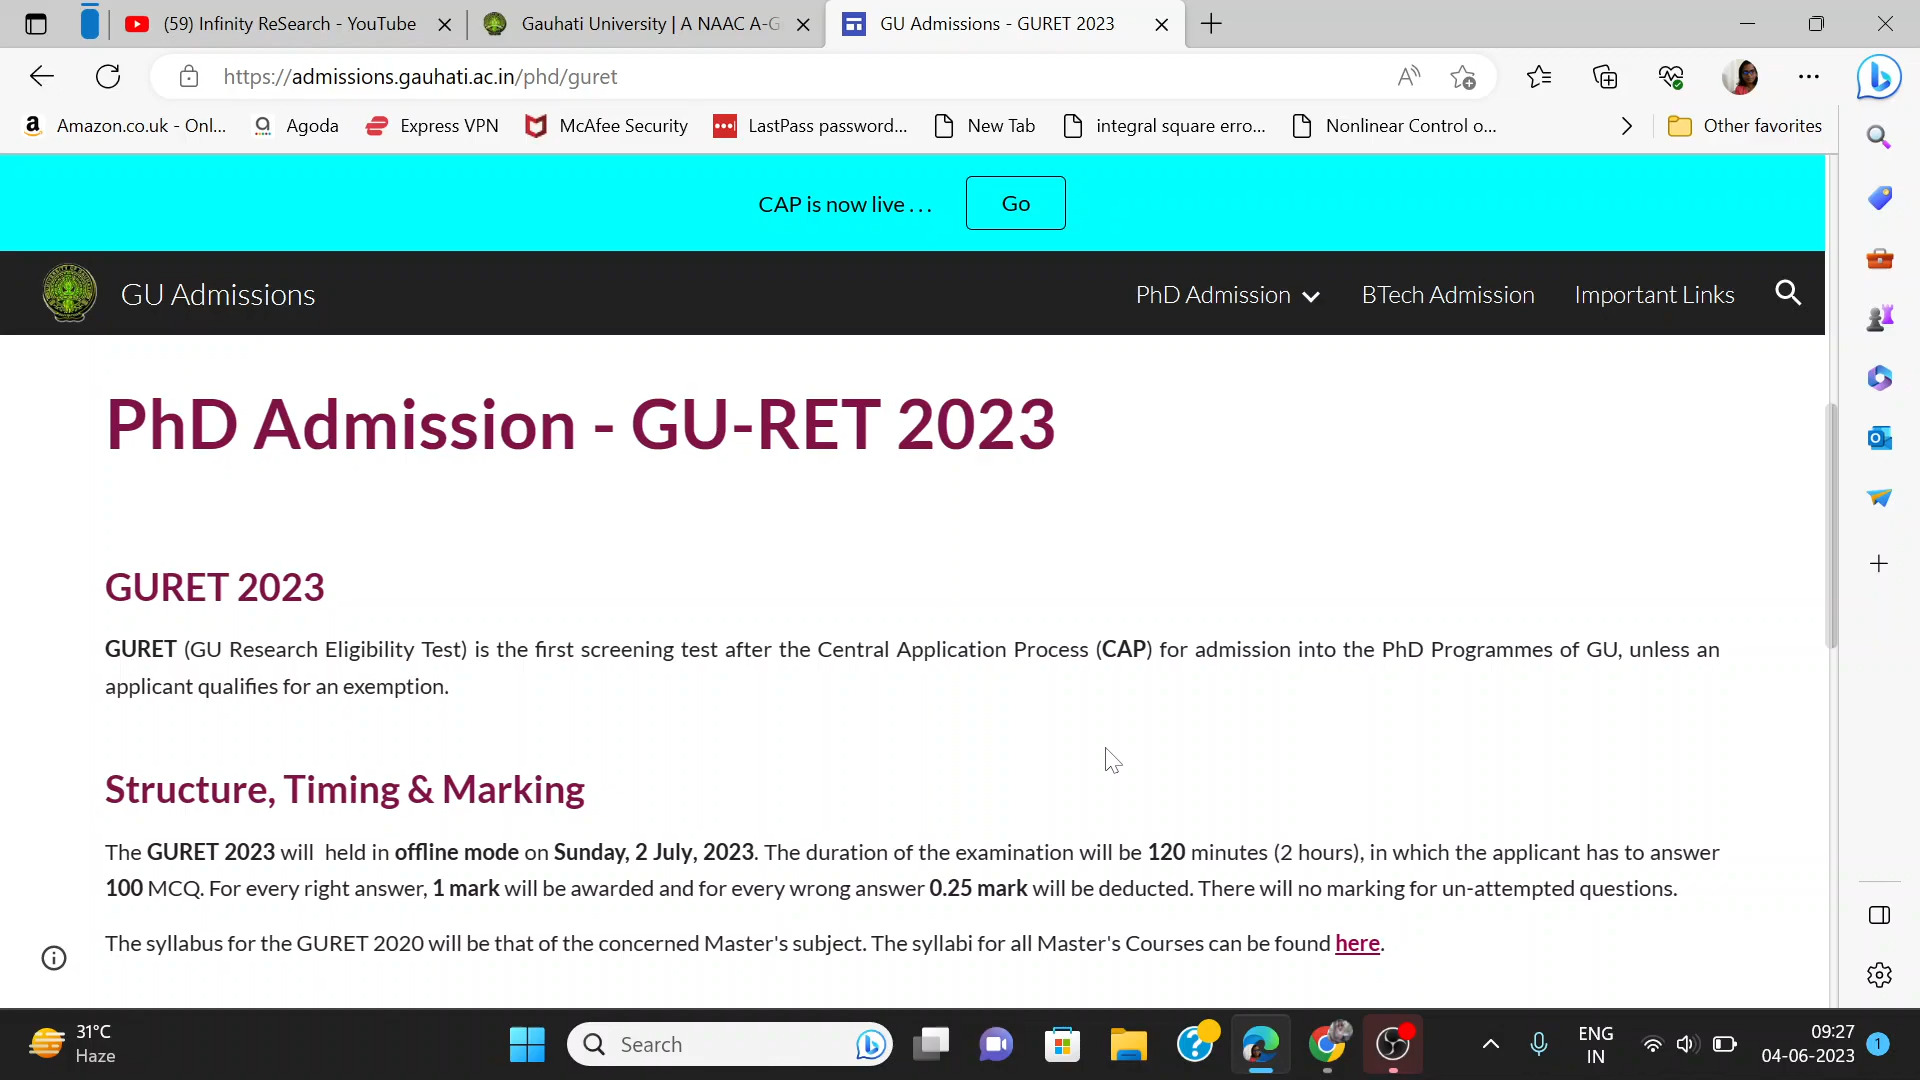 (59) Infinity ReSearch - YouTube
Gauhati University | A NAAC A-G
GU Admissions - GURET 2023
https://admissions.gauhati.ac.in/phd/guret
Amazon.co.uk - Onl...
Agoda
Express VPN
McAfee Security
LastPass password...
New Tab
integral square erro...
Nonlinear Control o...
Other favorites
CAP is now live . . .
Go
GU Admissions
PhD Admission
BTech Admission
Important Links
PhD Admission - GU-RET 2023
GURET 2023
GURET (GU Research Eligibility Test) is the first screening test after the Central Application Process (CAP) for admission into the PhD Programmes of GU, unless an
applicant qualifies for an exemption.
Structure, Timing & Marking
The GURET 2023 will held in offline mode on Sunday, 2 July, 2023. The duration of the examination will be 120 minutes (2 hours), in which the applicant has to answer
100 MCQ. For every right answer, 1 mark will be awarded and for every wrong answer 0.25 mark will be deducted. There will no marking for un-attempted questions.
The syllabus for the GURET 2020 will be that of the concerned Master's subject. The syllabi for all Master's Courses can be found here.
31°C
Haze
Search
ENG
IN
09:27
04-06-2023
1